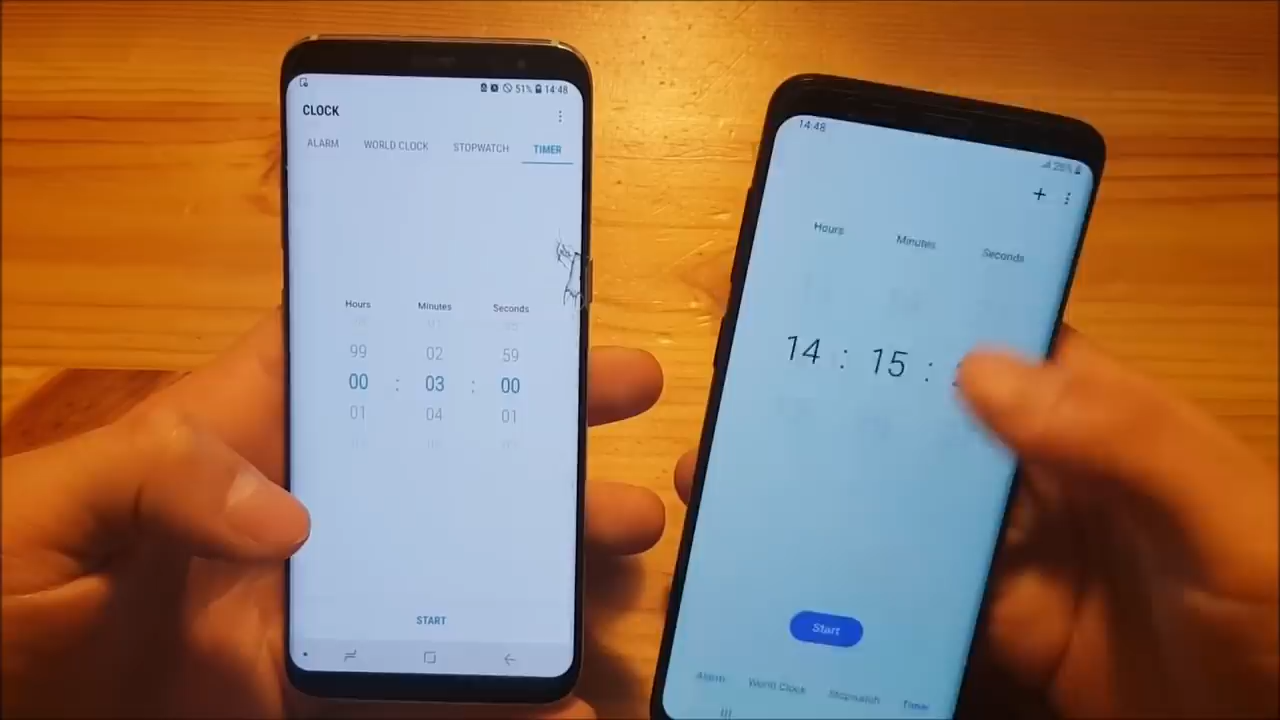 51% 14:48
CLOCK
ALARM WORLD CLOCK STOPWATCH TIMER
Hours Minutes Seconds
99 02 59
00 : 03 : 00
01 04 01
START
14:48
+
Hours Minutes Seconds
14 : 15 :
Start
Alarm World Clock Stopwatch Timer